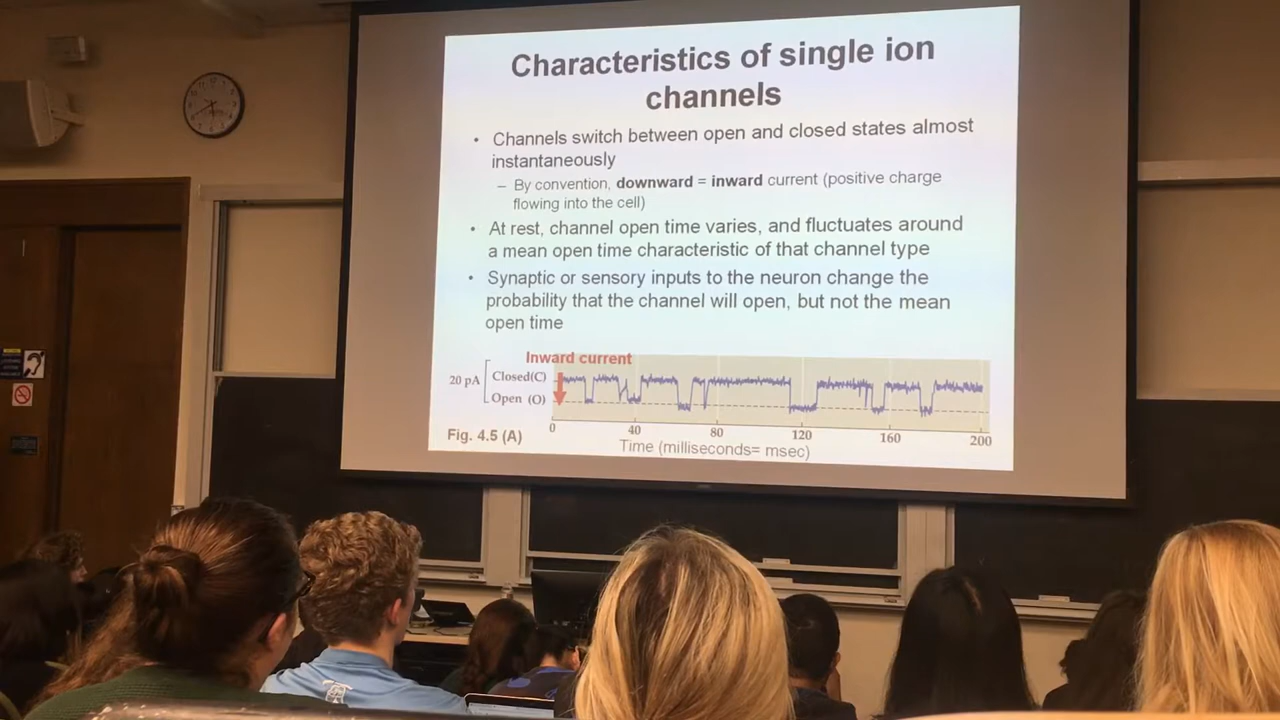 Characteristics of single ion
channels
• Channels switch between open and closed states almost
instantaneously
– By convention, downward = inward current (positive charge
flowing into the cell)
• At rest, channel open time varies, and fluctuates around
a mean open time characteristic of that channel type
• Synaptic or sensory inputs to the neuron change the
probability that the channel will open, but not the mean
open time
Inward current
20 pA
Closed(C)
Open (O)
0 40 80 120 160 200
Fig. 4.5 (A)
Time (milliseconds= msec)